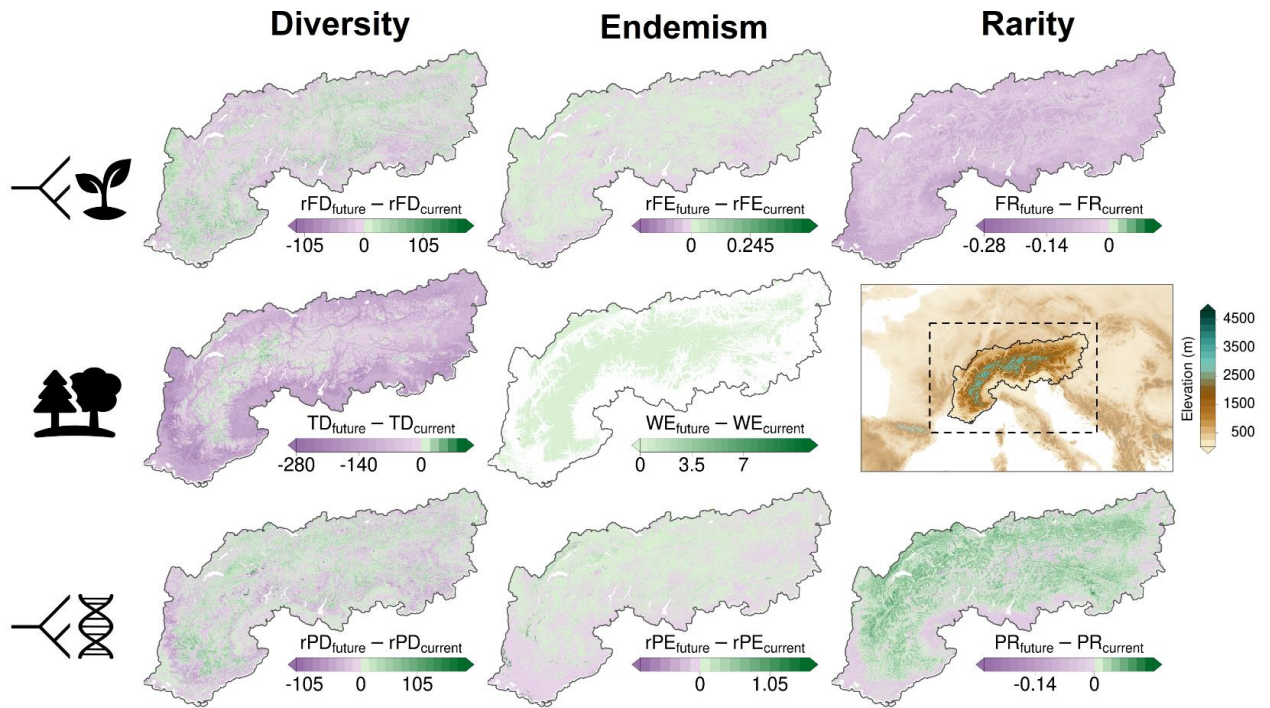 Diversity
Endemism
Rarity
rFDfuture – rFDcurrent
-105 0 105
rFEfuture – rFEcurrent
0 0.245
FRfuture – FRcurrent
-0.28 -0.14 0
TDfuture – TDcurrent
-280 -140 0
WEfuture – WEcurrent
0 3.5 7
Elevation (m)
4500
3500
2500
1500
500
rPDfuture – rPDcurrent
-105 0 105
rPEfuture – rPEcurrent
0 1.05
PRfuture – PRcurrent
-0.14 0